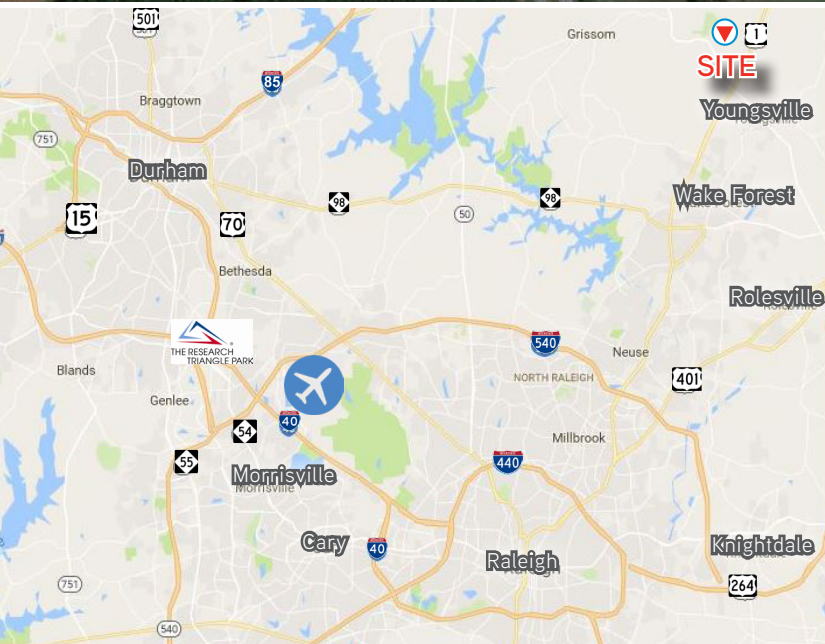 501
Grissom
1
SITE
85
Braggtown
Youngsville
751
Durham
Wake Forest
98
98
15
50
70
Bethesda
Rolesville
THE RESEARCH
TRIANGLE PARK
540
Neuse
Blands
NORTH RALEIGH
401
Genlee
40
54
Millbrook
55
440
Morrisville
Morrisville
Cary
40
Knightdale
Raleigh
751
264
540